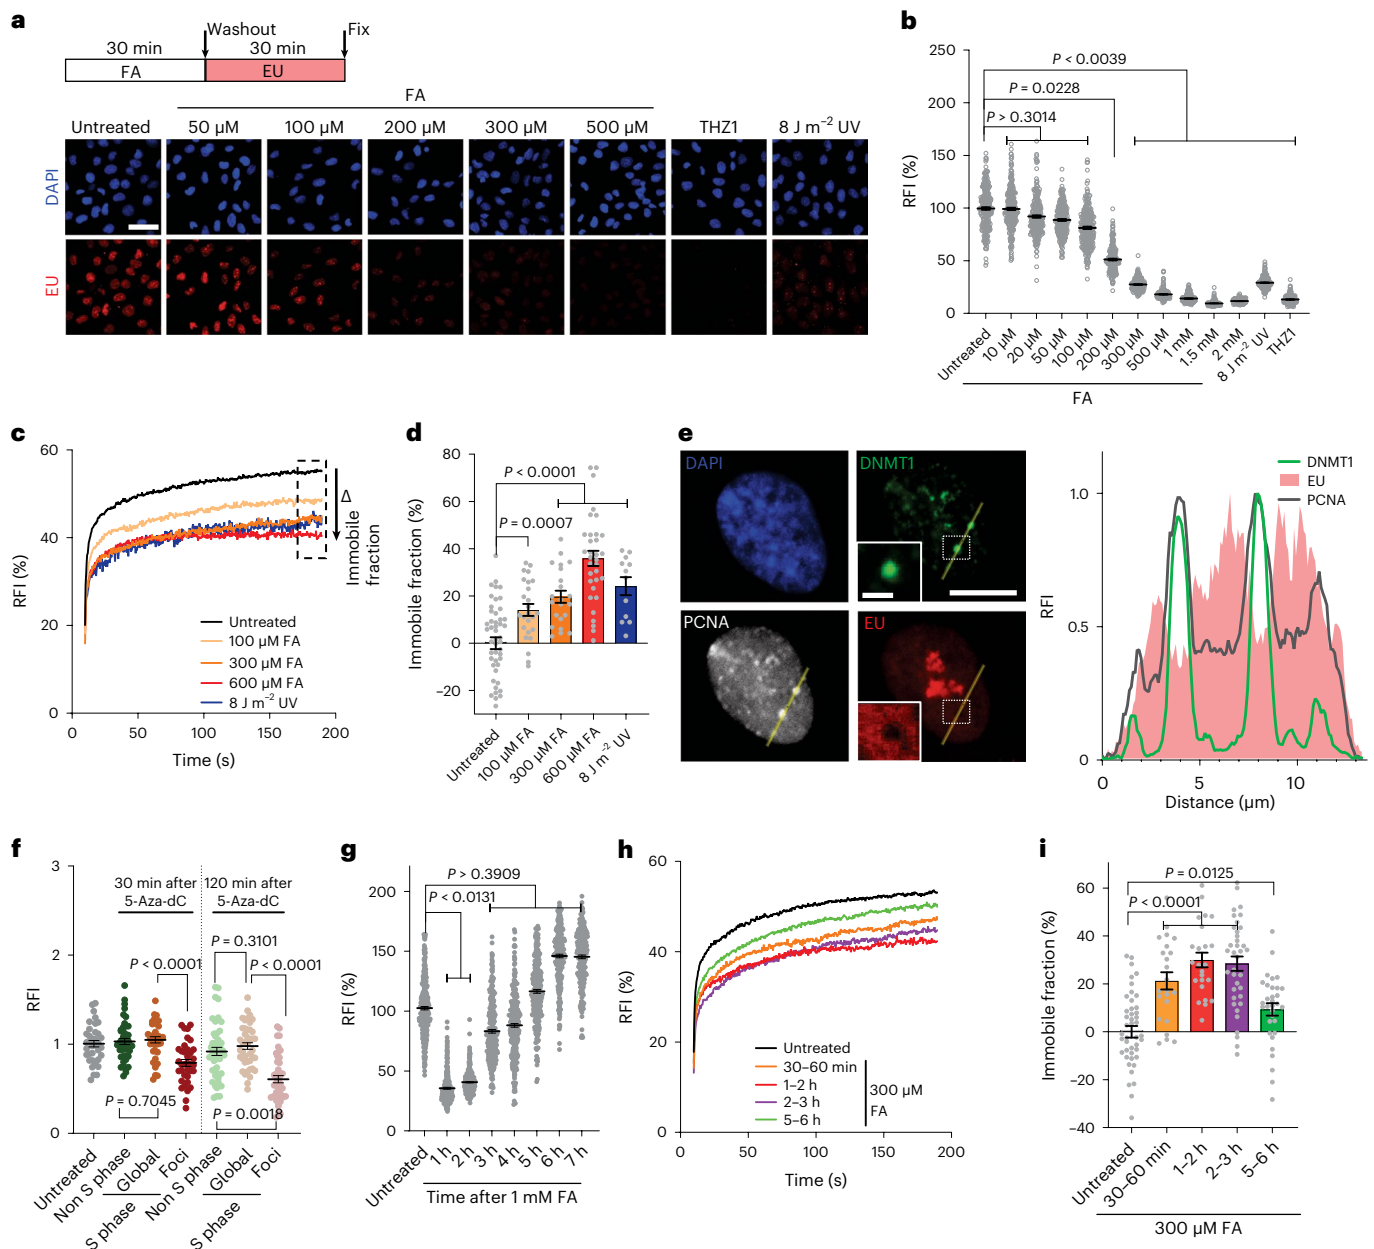 a
Washout
Fix
30 min
30 min
FA
EU
FA
Untreated
50 µM
100 µM
200 µM
300 µM
500 µM
THZ1
8 J m−2 UV
DAPI
EU
b
RFI (%)
250
200
150
100
50
0
P < 0.0039
P = 0.0228
P > 0.3014
Untreated
10 µM
20 µM
50 µM
100 µM
200 µM
300 µM
500 µM
1 mM
1.5 mM
2 mM
8 J m−2 UV
THZ1
FA
c
RFI (%)
60
40
20
0
Δ
Immobile
fraction
Untreated
100 µM FA
300 µM FA
600 µM FA
8 J m−2 UV
0
50
100
150
200
Time (s)
d
Immobile fraction (%)
80
60
40
20
0
−20
P < 0.0001
P = 0.0007
Untreated
100 µM FA
300 µM FA
600 µM FA
8 J m−2 UV
e
DAPI
DNMT1
PCNA
EU
DNMT1
EU
PCNA
RFI
1.0
0.5
0
0
5
10
Distance (µm)
f
RFI
3
2
1
0
30 min after
5-Aza-dC
120 min after
5-Aza-dC
P = 0.3101
P < 0.0001
P < 0.0001
P = 0.7045
P = 0.0018
Untreated
Non S phase
Global
Foci
Non S phase
Global
Foci
S phase
S phase
g
RFI (%)
200
150
100
50
0
P > 0.3909
P < 0.0131
Untreated
1 h
2 h
3 h
4 h
5 h
6 h
7 h
Time after 1 mM FA
h
RFI (%)
60
40
20
0
Untreated
30–60 min
1–2 h
2–3 h
5–6 h
300 µM
FA
0
50
100
150
200
Time (s)
i
Immobile fraction (%)
60
40
20
0
−20
−40
P = 0.0125
P < 0.0001
Untreated
30–60 min
1–2 h
2–3 h
5–6 h
300 µM FA